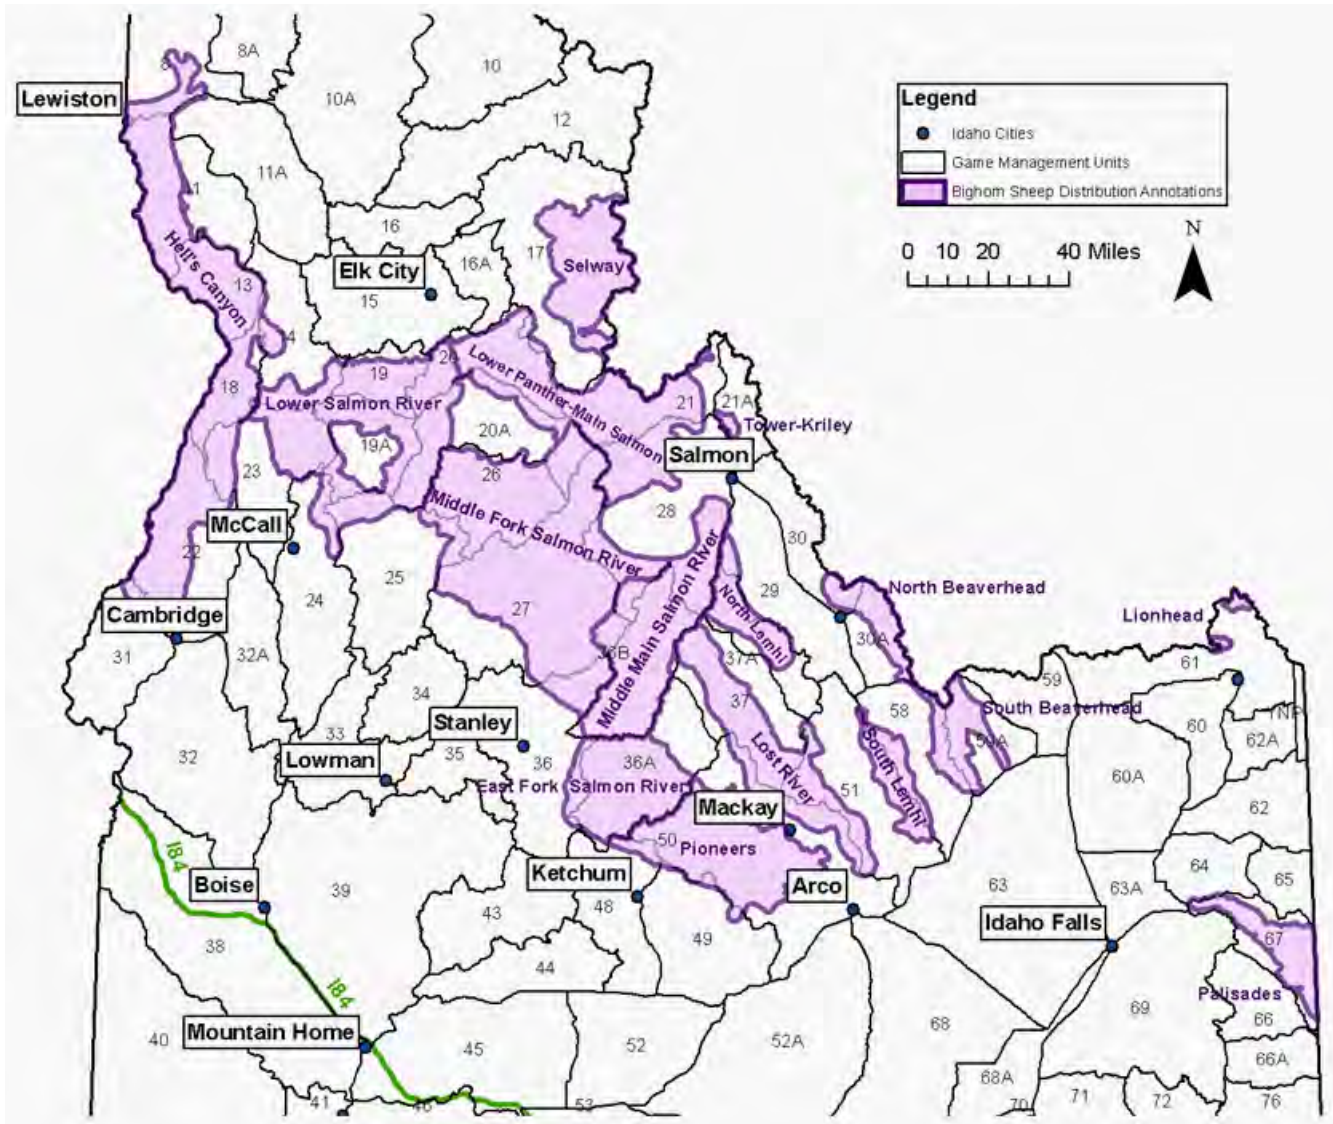 8
8A
10
10A
Lewiston
12
Legend
Idaho Cities
Game Management Units
Bighorn Sheep Distribution Annotations
0 10 20 40 Miles
N
11A
16
17
Selway
16A
Elk City
15
Hell's Canyon
13
18
19
Lower Salmon River
19A
20
Lower Panther-Main Salmon
20A
21
21A
Tower-Kriley
Salmon
23
26
28
McCall
Middle Fork Salmon River
22
24
25
27
30
29
Middle Main Salmon River
North Lemhi
North Beaverhead
30A
Lionhead
Cambridge
31
32A
37A
37
61
59
South Beaverhead
58
59A
60
62A
34
33
Stanley
35
36
Lowman
32
36A
East Fork Salmon River
Lost River
South Lemhi
51
60A
62
Mackay
50
Pioneers
I84
Boise
39
Ketchum
48
43
49
Arco
63
63A
64
65
Idaho Falls
67
38
44
Palisades
66
69
68
I84
Mountain Home
40
45
52
52A
66A
68A
41
46
53
70
71
72
76